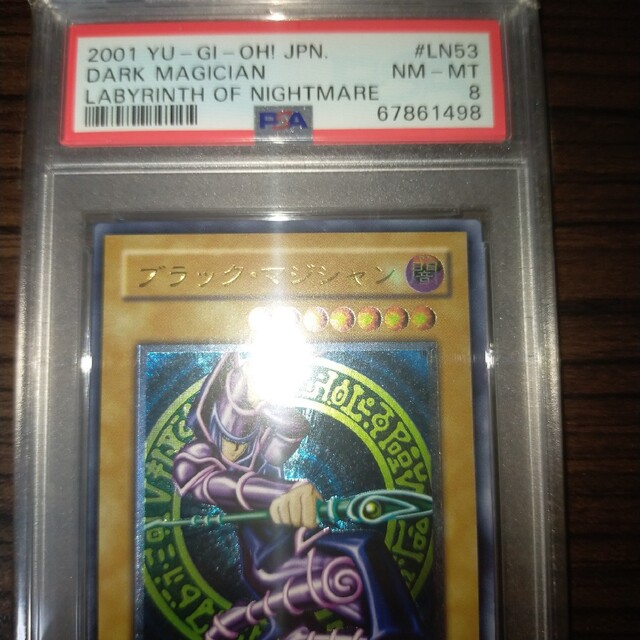 2001 YU-GI-OH! JPN. #LN53
DARK MAGICIAN NM-MT
LABYRINTH OF NIGHTMARE 8
PSA 67861498
ブラック・マジシャン 闇